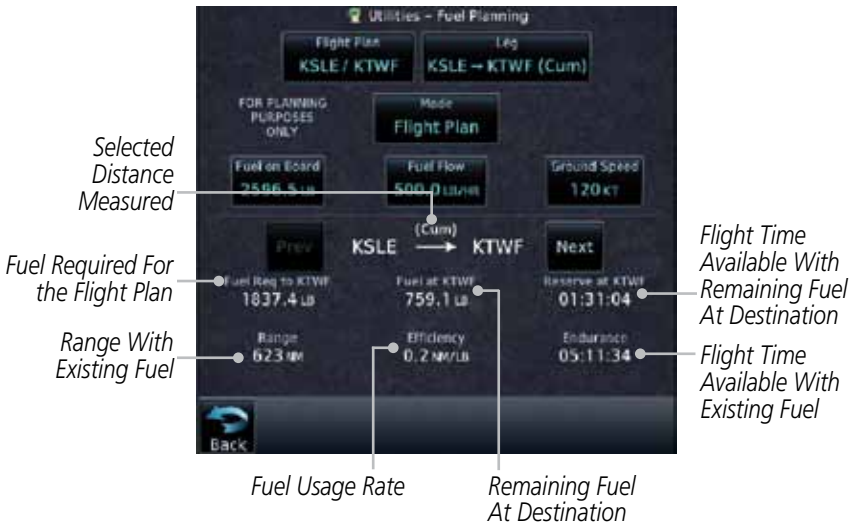 Utilities – Fuel Planning
Flight Plan
KSLE / KTWF
Leg
KSLE → KTWF (Cum)
FOR PLANNING
PURPOSES
ONLY
Mode
Flight Plan
Fuel on Board
2596.5 LB
Fuel Flow
500.0 LB/HR
Ground Speed
120 KT
Prev
KSLE
(Cum)
→
KTWF
Next
Fuel Req to KTWF
1837.4 LB
Fuel at KTWF
759.1 LB
Reserve at KTWF
01:31:04
Range
623 NM
Efficiency
0.2 NM/LB
Endurance
05:11:34
Back
Selected
Distance
Measured
Fuel Required For
the Flight Plan
Range With
Existing Fuel
Flight Time
Available With
Remaining Fuel
At Destination
Flight Time
Available With
Existing Fuel
Fuel Usage Rate
Remaining Fuel
At Destination